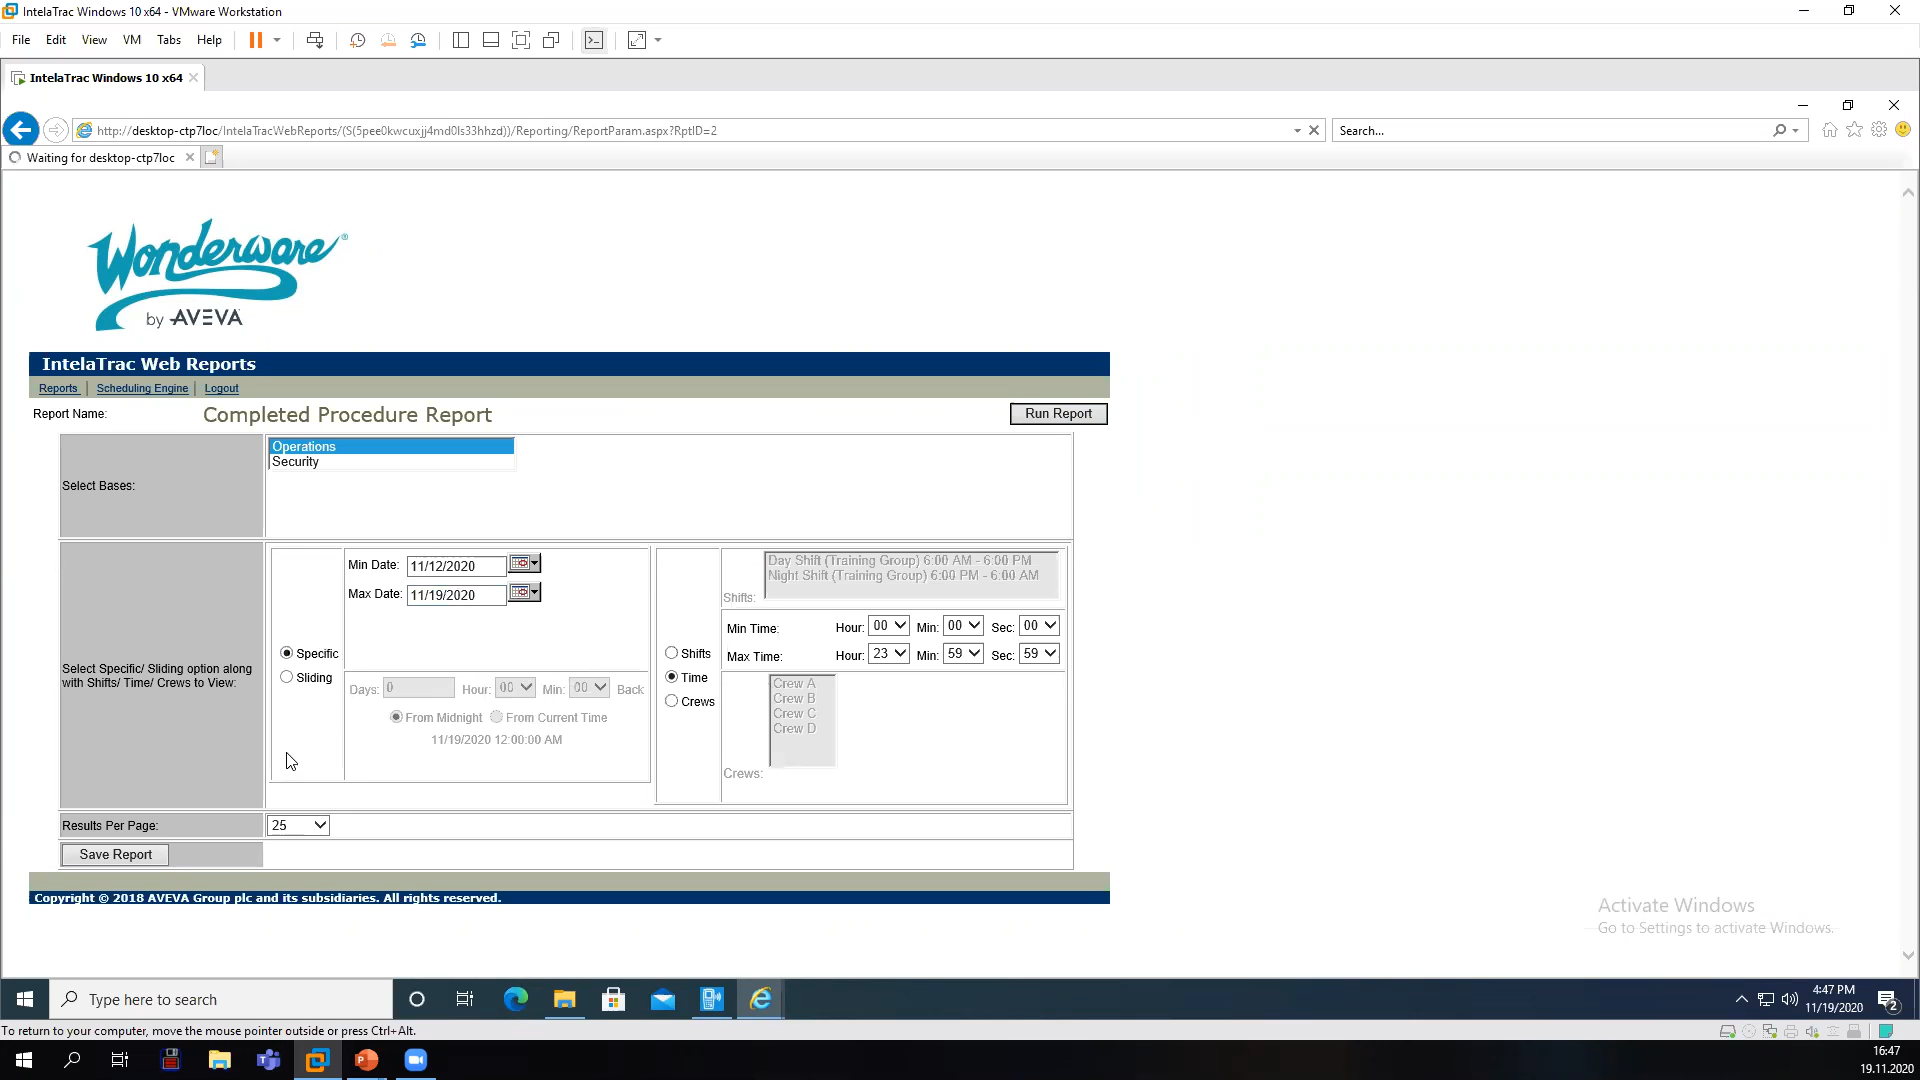 IntelaTrac Windows 10 x64 - VMware Workstation
File Edit View VM Tabs Help
IntelaTrac Windows 10 x64
http://desktop-ctp7loc/IntelaTracWebReports/(S(5pee0kwcuxjj4md0ls33hhzd))/Reporting/ReportParam.aspx?RptID=2
Search...
Waiting for desktop-ctp7loc
Wonderware®
by AVEVA
IntelaTrac Web Reports
Reports | Scheduling Engine | Logout
Report Name: Completed Procedure Report Run Report
Select Bases:
Operations
Security
Select Specific/ Sliding option along
with Shifts/ Time/ Crews to View:
Specific
Sliding
Min Date: 11/12/2020
Max Date: 11/19/2020
Days: 0 Hour: 00 Min: 00 Back
From Midnight From Current Time
11/19/2020 12:00:00 AM
Shifts
Time
Crews
Shifts:
Day Shift (Training Group) 6:00 AM - 6:00 PM
Night Shift (Training Group) 6:00 PM - 6:00 AM
Min Time: Hour: 00 Min: 00 Sec: 00
Max Time: Hour: 23 Min: 59 Sec: 59
Crews:
Crew A
Crew B
Crew C
Crew D
Results Per Page: 25
Save Report
Copyright © 2018 AVEVA Group plc and its subsidiaries. All rights reserved.
Activate Windows
Go to Settings to activate Windows.
Type here to search
4:47 PM
11/19/2020
2
To return to your computer, move the mouse pointer outside or press Ctrl+Alt.
16:47
19.11.2020